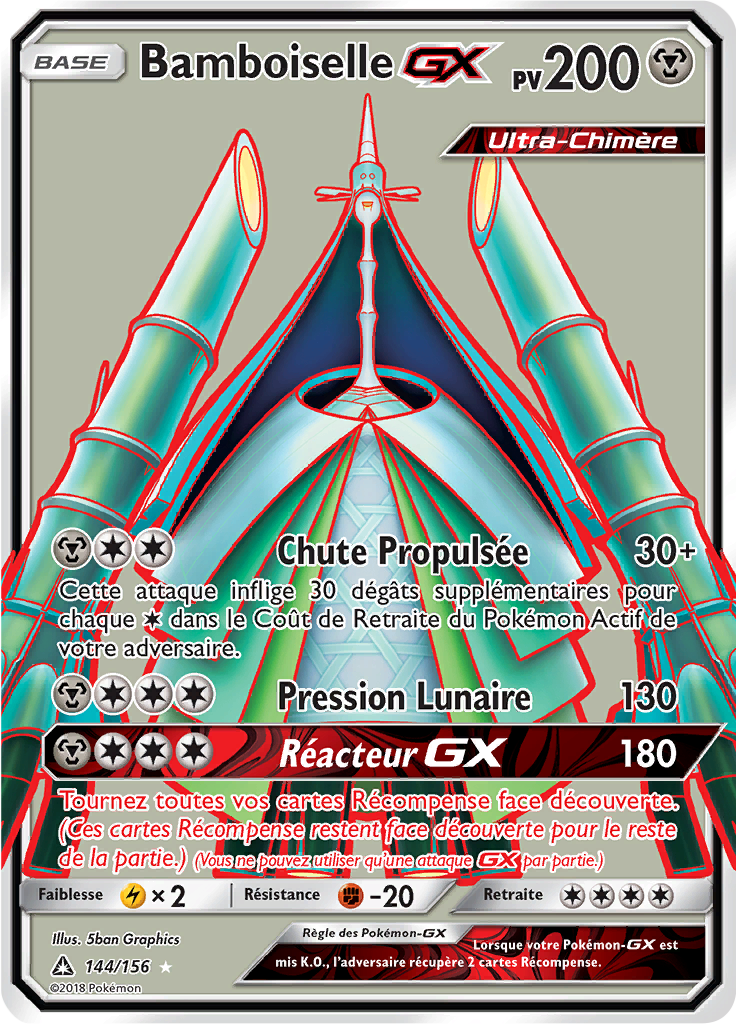 BASE
Bamboiselle GX
PV 200
Ultra-Chimère
Chute Propulsée 30+
Cette attaque inflige 30 dégâts supplémentaires pour
chaque dans le Coût de Retraite du Pokémon Actif de
votre adversaire.
Pression Lunaire 130
Réacteur GX 180
Tournez toutes vos cartes Récompense face découverte.
(Ces cartes Récompense restent face découverte pour le reste
de la partie.) (Vous ne pouvez utiliser qu'une attaque GX par partie.)
Faiblesse ×2 Résistance -20 Retraite
Illus. 5ban Graphics
144/156
©2018 Pokémon
Règle des Pokémon-GX
Lorsque votre Pokémon-GX est
mis K.O., l'adversaire récupère 2 cartes Récompense.